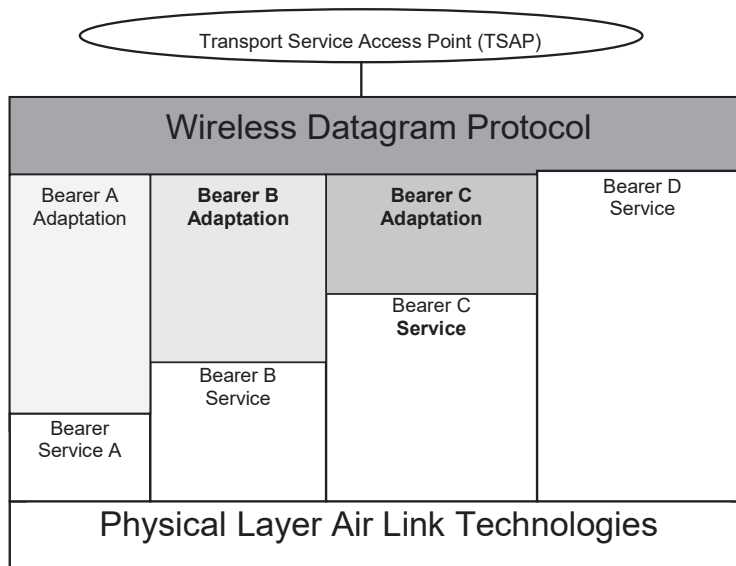 Transport Service Access Point (TSAP)
Wireless Datagram Protocol
Bearer A
Adaptation
Bearer B
Adaptation
Bearer C
Adaptation
Bearer D
Service
Bearer C
Service
Bearer B
Service
Bearer
Service A
Physical Layer Air Link Technologies